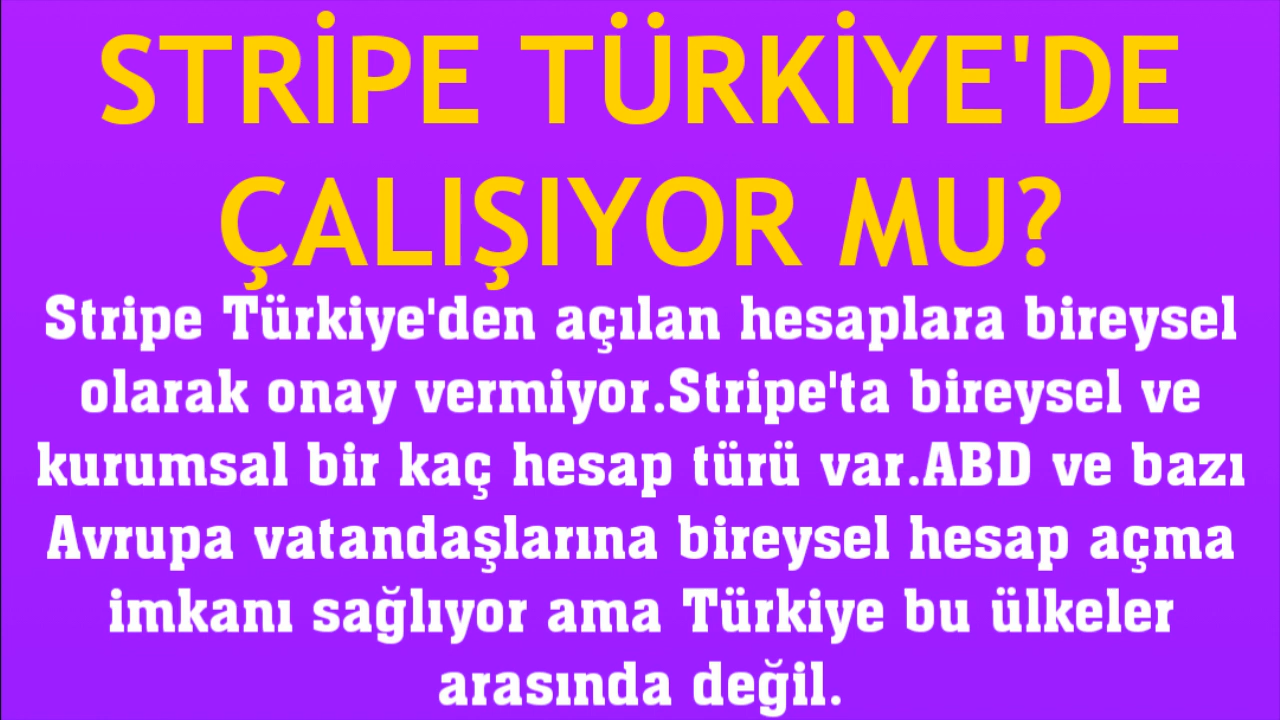 STRİPE TÜRKİYE'DE
ÇALIŞIYOR MU?
Stripe Türkiye'den açılan hesaplara bireysel
olarak onay vermiyor.Stripe'ta bireysel ve
kurumsal bir kaç hesap türü var.ABD ve bazı
Avrupa vatandaşlarına bireysel hesap açma
imkanı sağlıyor ama Türkiye bu ülkeler
arasında değil.